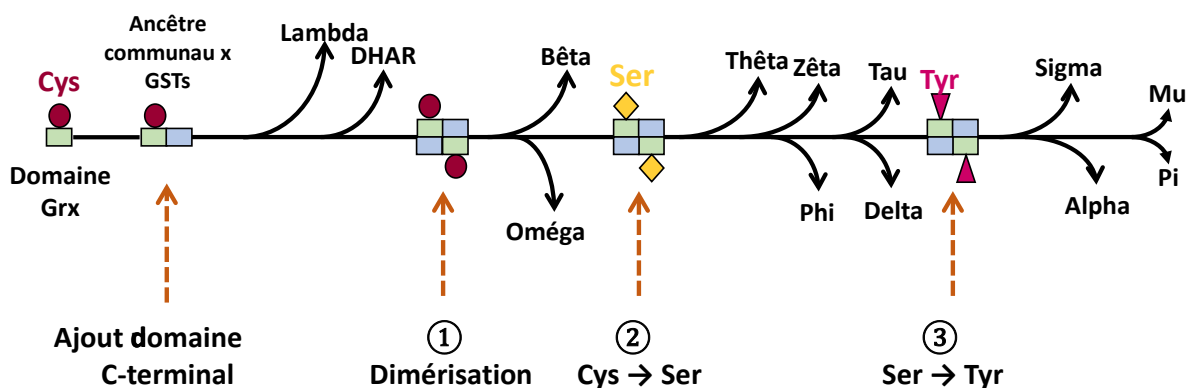 Cys
Ancêtre
communau x
GSTs
Lambda
DHAR
Bêta
Ser
Thêta
Zêta
Tau
Tyr
Sigma
Mu
Domaine
Grx
Oméga
Phi
Delta
Alpha
Pi
Ajout domaine
C-terminal
①
Dimérisation
②
Cys → Ser
③
Ser → Tyr